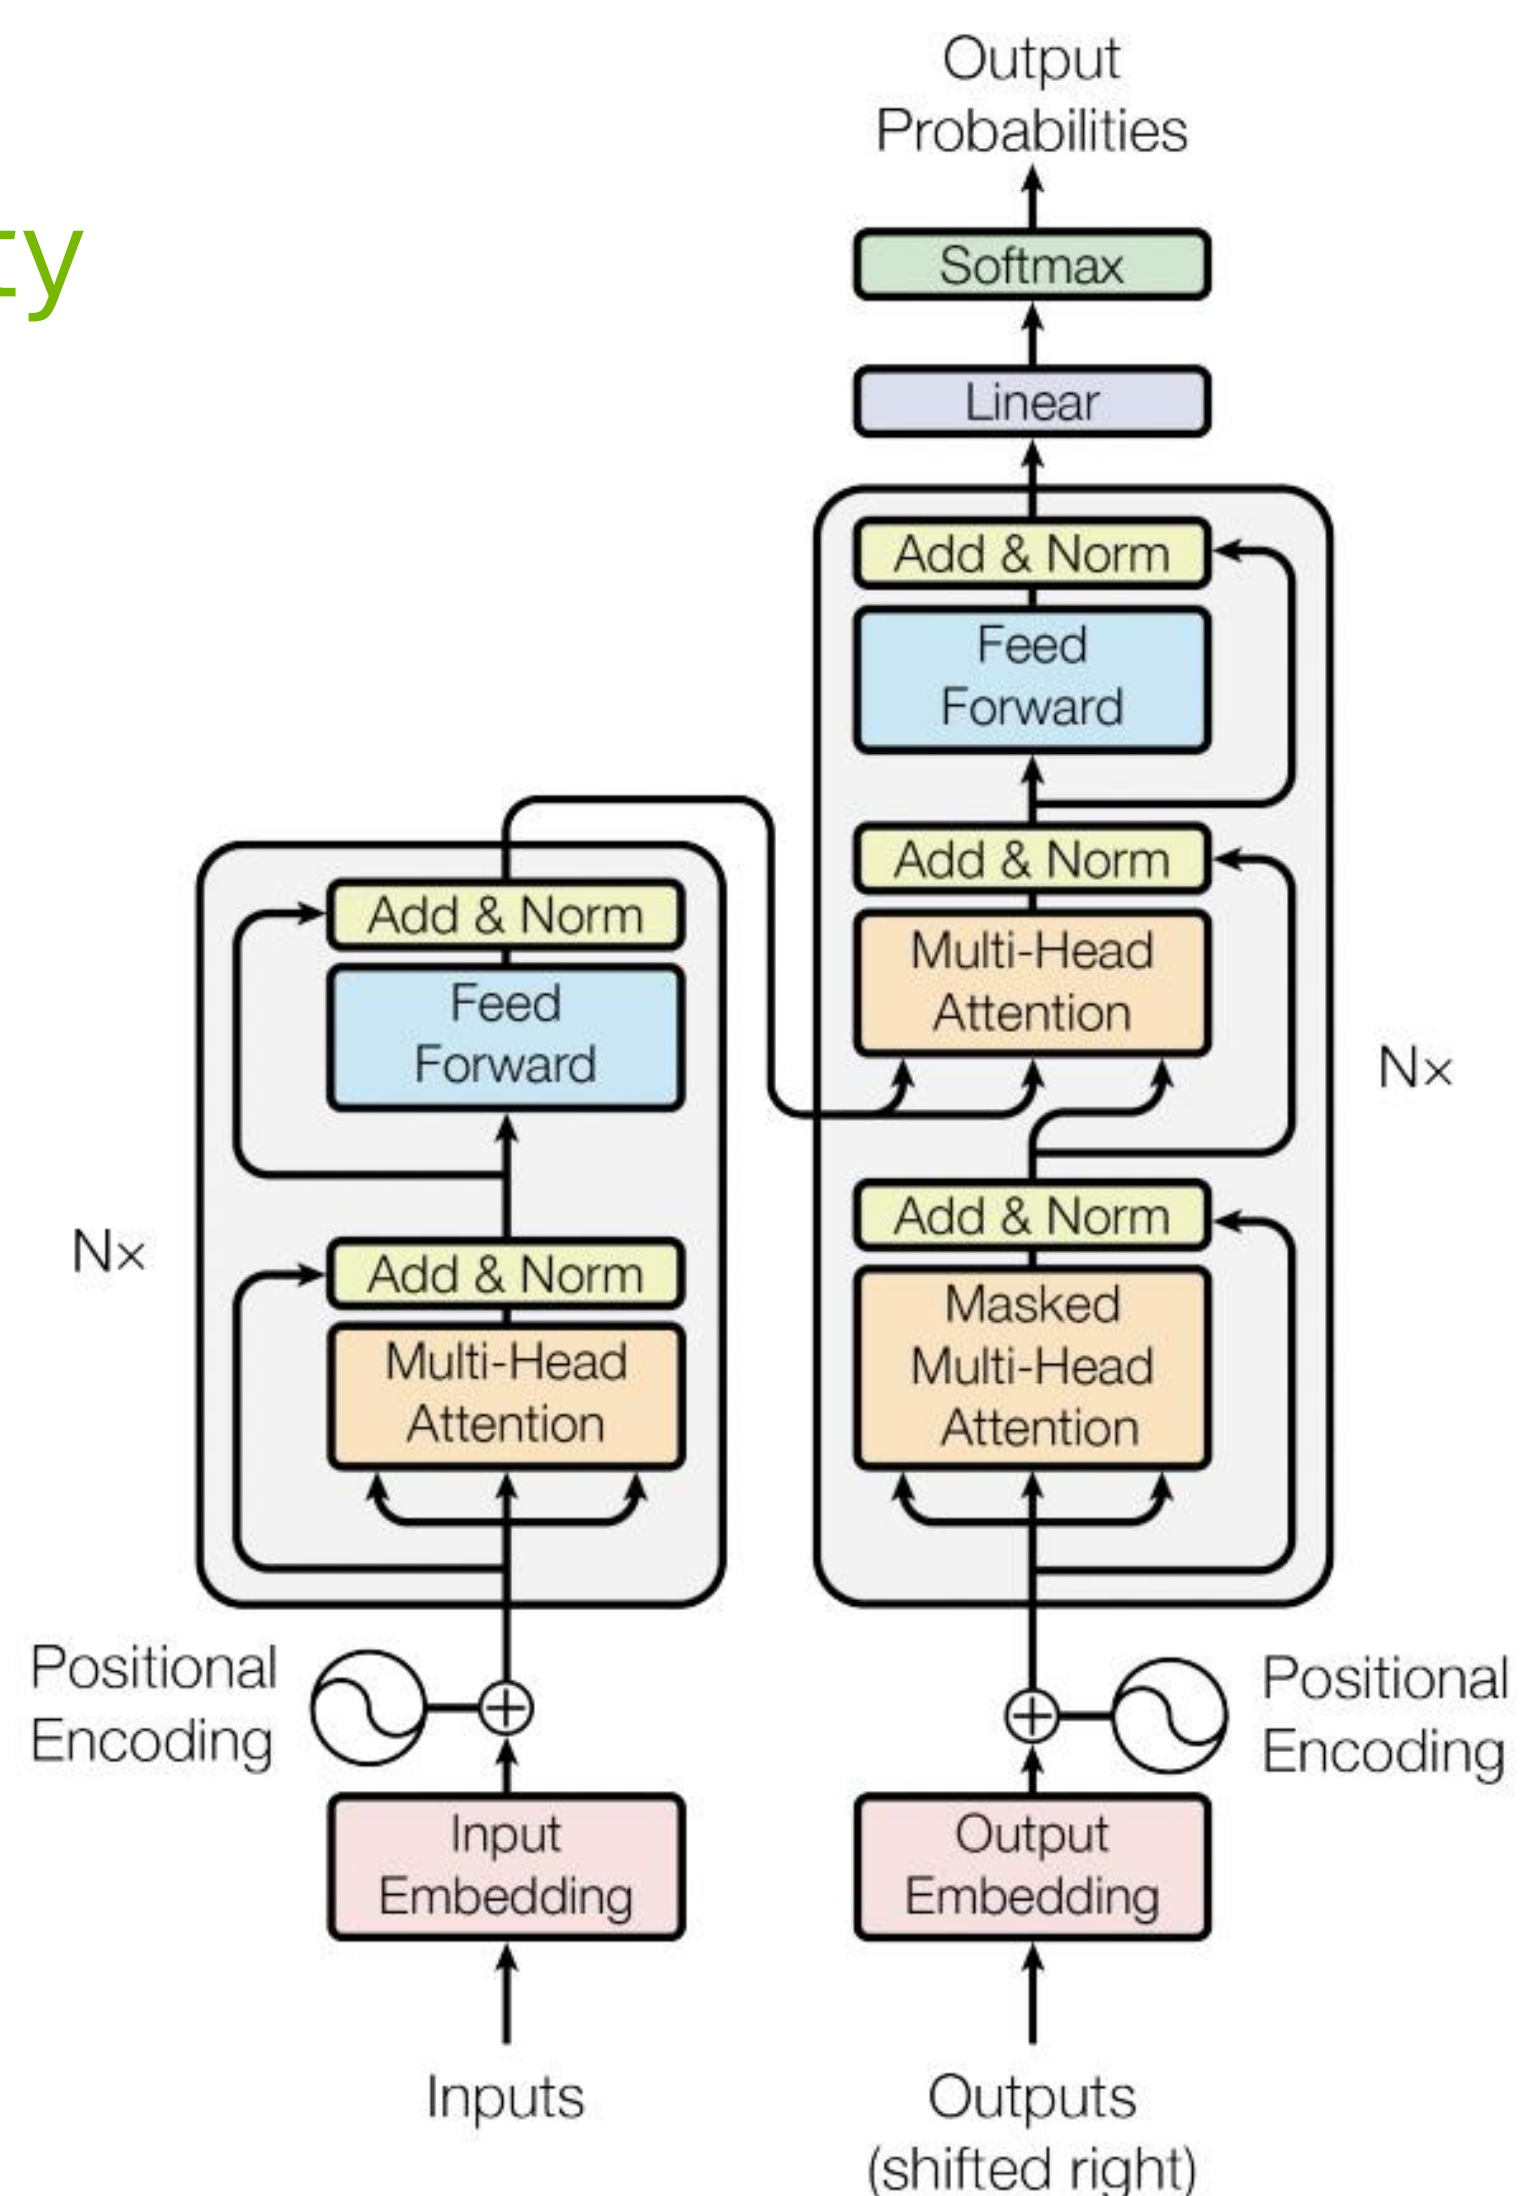 ty
Output
Probabilities
Softmax
Linear
Add & Norm
Feed
Forward
Add & Norm
Multi-Head
Attention
N×
Add & Norm
Masked
Multi-Head
Attention
Add & Norm
Feed
Forward
N×
Add & Norm
Multi-Head
Attention
Positional
Encoding
Positional
Encoding
Input
Embedding
Output
Embedding
Inputs
Outputs
(shifted right)